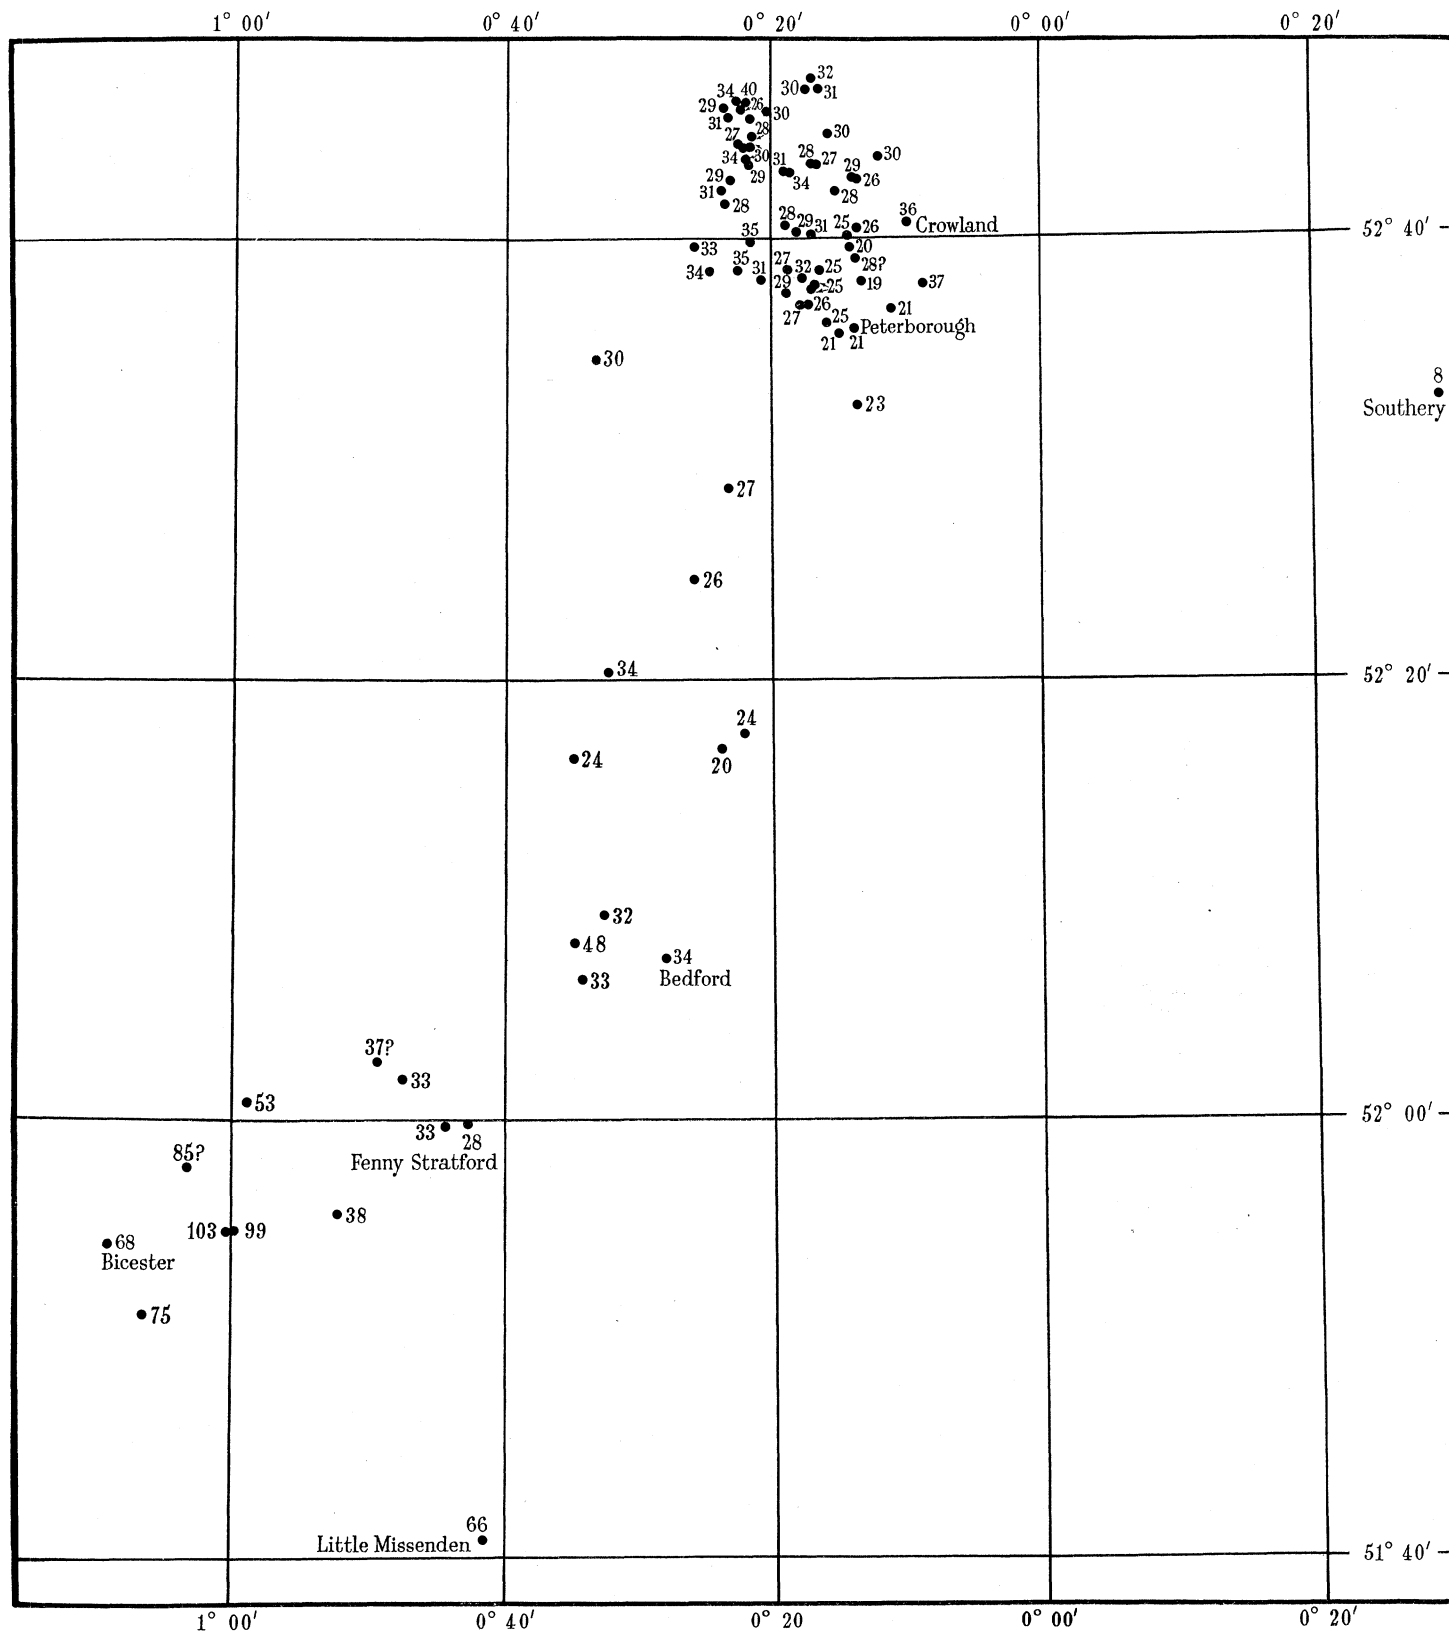 1° 00′ 0° 40′ 0° 20′ 0° 00′ 0° 20′
32
34 40 30 31
29 26 30
31
27 28 30
34 30 31 28 27 29 30
29 29 34 26
31 28
28 36
28 29 31 25 26 Crowland
52° 40′
35 20
33
34 35 31 27 32 25 28?
29 25 19 37
27 26 21
25 Peterborough
21 21
30
8
23 Southery
27
26
34
52° 20′
24
24
20
32
48 34
33 Bedford
37?
33
53
52° 00′
33 28
85? Fenny Stratford
38
103 99
68
Bicester
75
66
Little Missenden
51° 40′
1° 00′ 0° 40′ 0° 20 0° 00′ 0° 20′